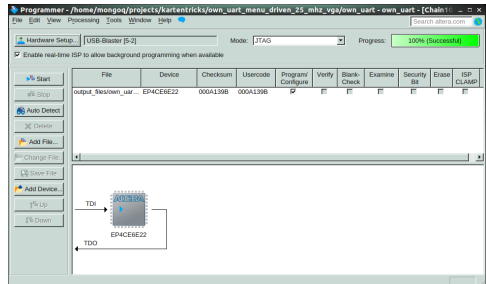 Programmer - /home/mongoq/projects/kartentricks/own_uart_menu_driven_25_mhz_vga/own_uart - own_uart - [Chain1
File Edit View Processing Tools Window Help
Search altera.com
Hardware Setup... USB-Blaster [5-2] Mode: JTAG Progress: 100% (Successful)
Enable real-time ISP to allow background programming when available
File Device Checksum Usercode Program/ Configure Verify Blank- Check Examine Security Bit Erase ISP CLAMP
output_files/own_uar... EP4CE6E22 000A139B 000A139B
Start
Stop
Auto Detect
Delete
Add File...
Change File
Save File
Add Device...
Up
Down
TDI
EP4CE6E22
TDO